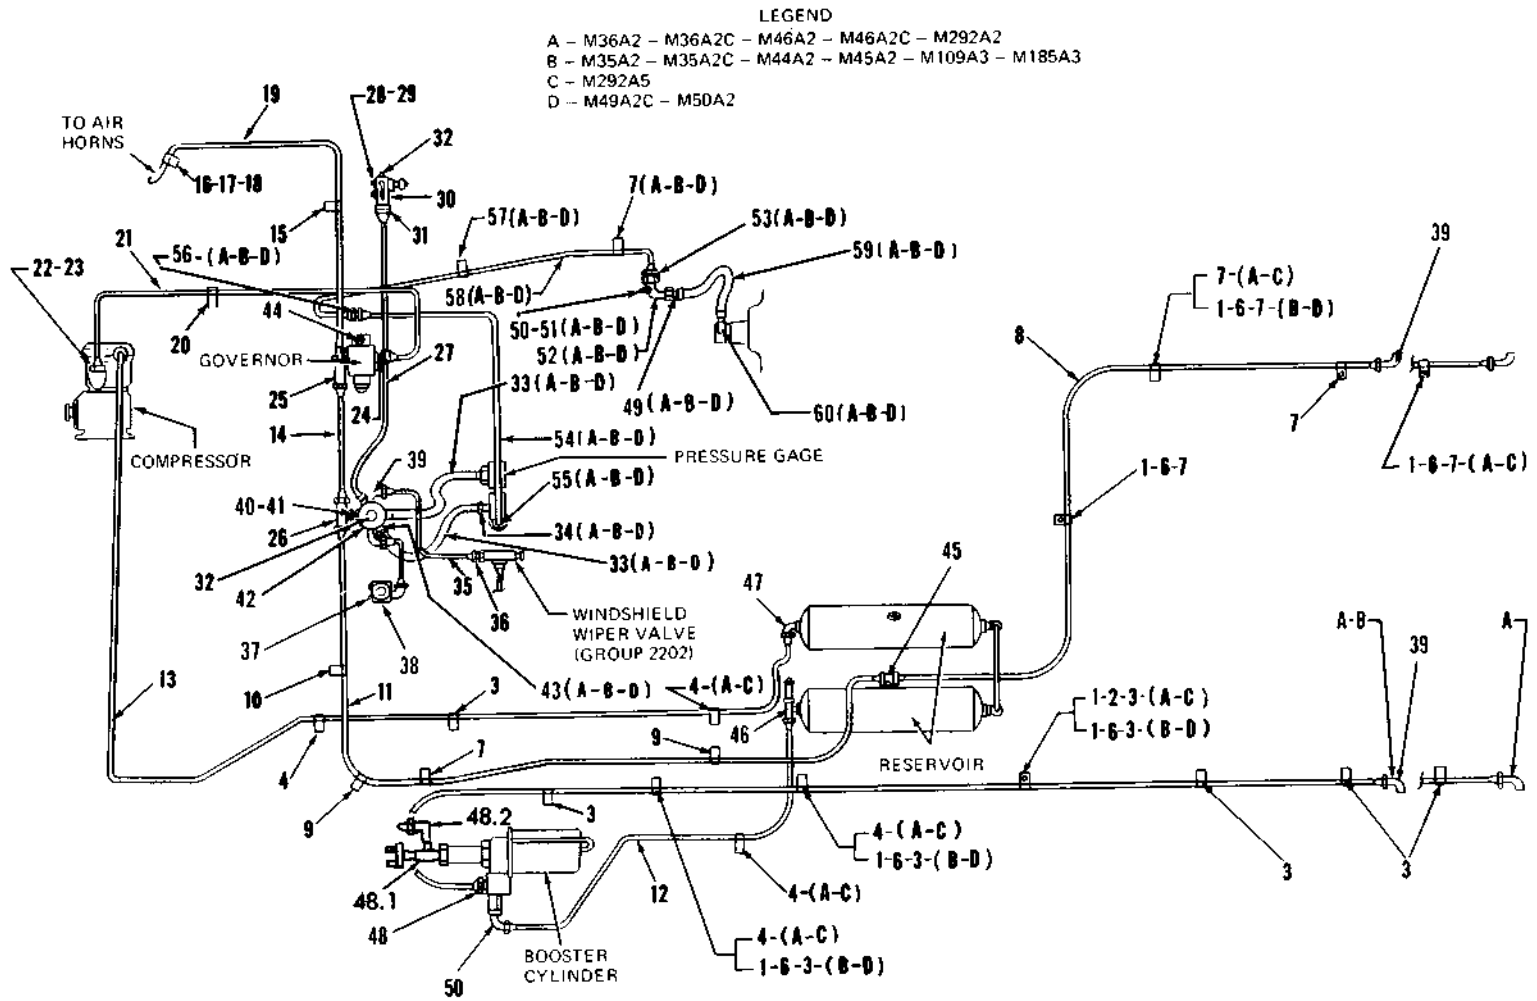 LEGEND
A – M36A2 – M36A2C – M46A2 – M46A2C – M292A2
B – M35A2 – M35A2C – M44A2 – M45A2 – M109A3 – M185A3
C – M292A5
D – M49A2C – M50A2
19
28-29
TO AIR
HORNS
32
16-17-18
30
7(A-B-D)
57(A-B-D)
53(A-B-D)
15
31
39
21
56-(A-B-D)
59(A-B-D)
22-23
7-(A-C)
1-6-7-(B-D)
58(A-B-D)
44
50-51(A-B-D)
20
27
8
GOVERNOR
52(A-B-D)
33(A-B-D)
25
49(A-B-D)
24
60(A-B-D)
7
14
54(A-B-D)
COMPRESSOR
39
PRESSURE GAGE
1-6-7
1-6-7-(A-C)
55(A-B-D)
40-41
26
34(A-B-D)
33(A-B-D)
45
32
35
47
42
36
WINDSHIELD
WIPER VALVE
(GROUP 2202)
A-B
A
39
37
38
13
10
11
3
43(A-B-D)
4-(A-C)
1-2-3-(A-C)
1-6-3-(B-D)
46
9
4
7
RESERVOIR
9
3
48.2
4-(A-C)
1-6-3-(B-D)
3
3
12
4-(A-C)
48.1
48
4-(A-C)
1-6-3-(B-D)
BOOSTER
CYLINDER
50